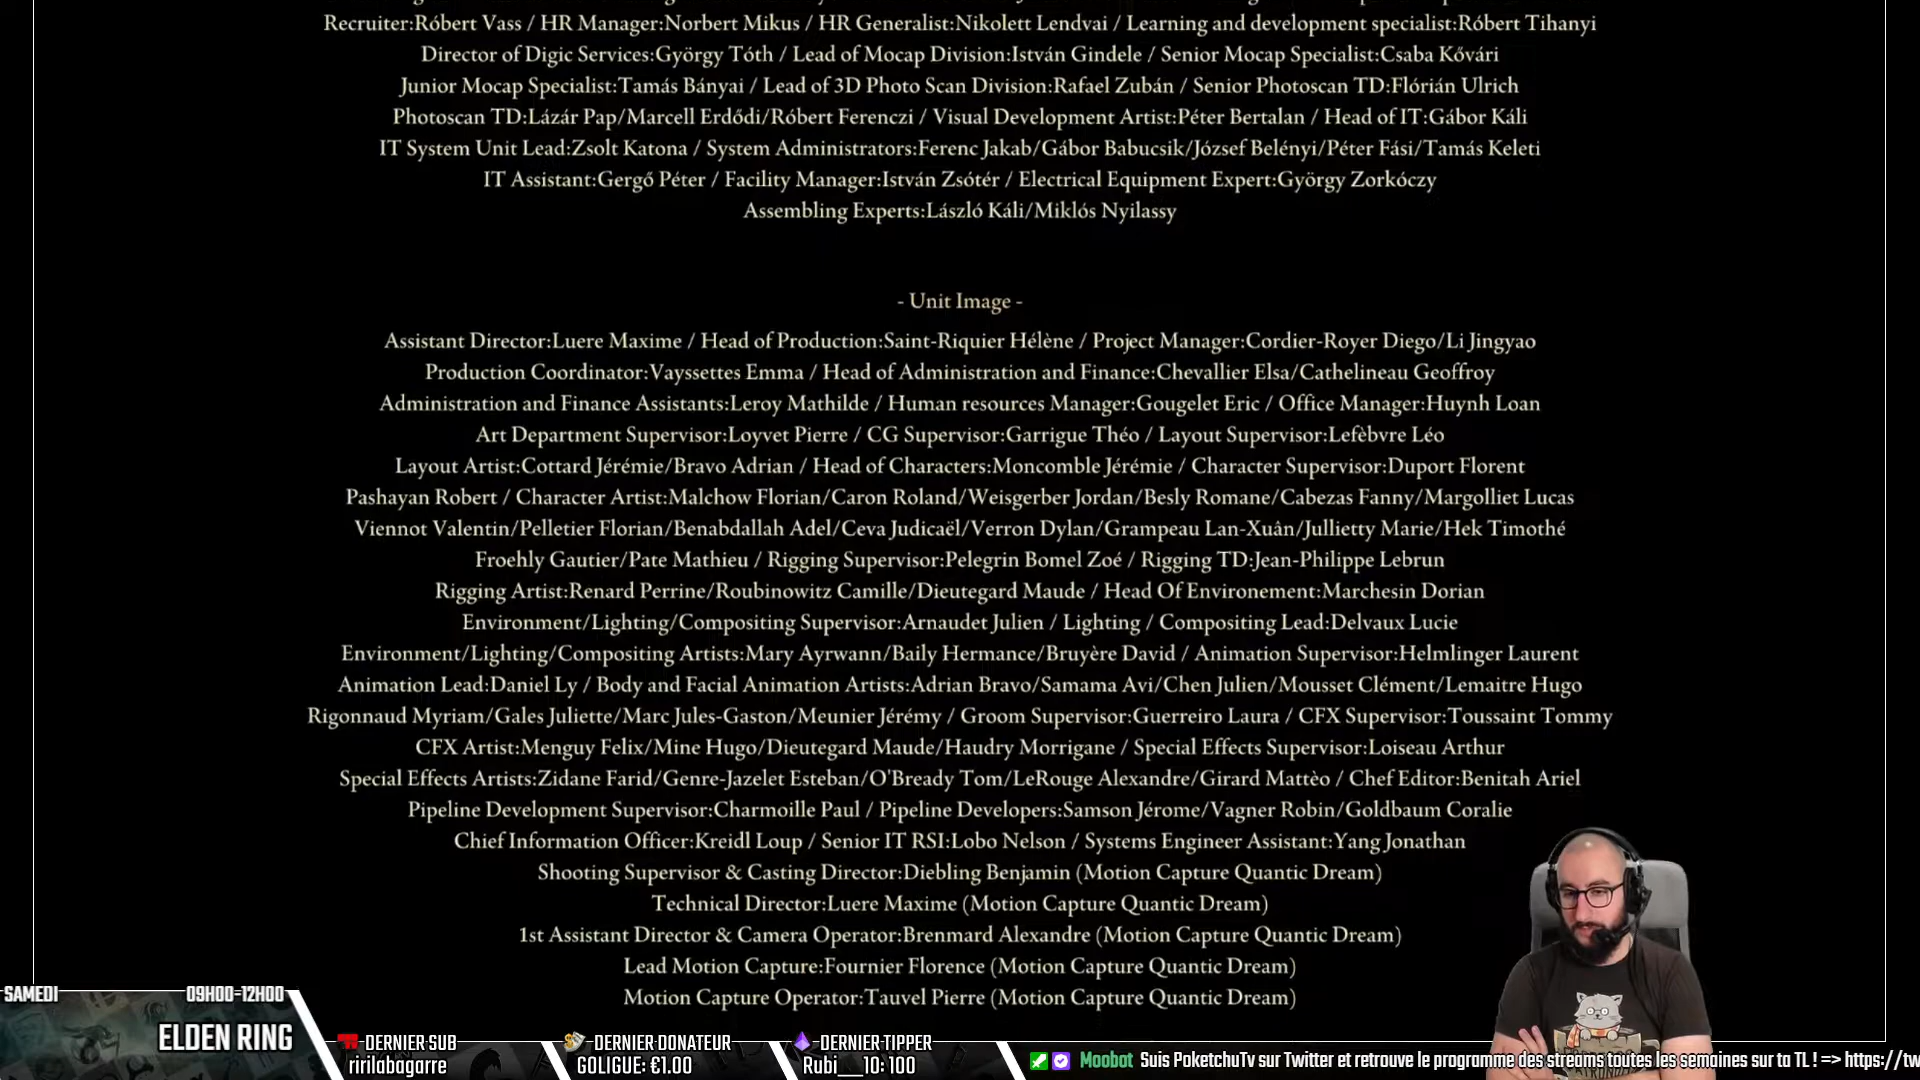 Recruiter:Róbert Vass / HR Manager:Norbert Mikus / HR Generalist:Nikolett Lendvai / Learning and development specialist:Róbert Tihanyi
Director of Digic Services:György Tóth / Lead of Mocap Division:István Gindele / Senior Mocap Specialist:Csaba Kővári
Junior Mocap Specialist:Tamás Bányai / Lead of 3D Photo Scan Division:Rafael Zubán / Senior Photoscan TD:Flórián Ulrich
Photoscan TD:Lázár Pap/Marcell Erdődi/Róbert Ferenczi / Visual Development Artist:Péter Bertalan / Head of IT:Gábor Káli
IT System Unit Lead:Zsolt Katona / System Administrators:Ferenc Jakab/Gábor Babucsik/József Belényi/Péter Fási/Tamás Keleti
IT Assistant:Gergő Péter / Facility Manager:István Zsótér / Electrical Equipment Expert:György Zorkóczy
Assembling Experts:László Káli/Miklós Nyilassy
- Unit Image -
Assistant Director:Luere Maxime / Head of Production:Saint-Riquier Hélène / Project Manager:Cordier-Royer Diego/Li Jingyao
Production Coordinator:Vayssettes Emma / Head of Administration and Finance:Chevallier Elsa/Cathelineau Geoffroy
Administration and Finance Assistants:Leroy Mathilde / Human resources Manager:Gougelet Eric / Office Manager:Huynh Loan
Art Department Supervisor:Loyvet Pierre / CG Supervisor:Garrigue Théo / Layout Supervisor:Lefèbvre Léo
Layout Artist:Cottard Jérémie/Bravo Adrian / Head of Characters:Moncomble Jérémie / Character Supervisor:Duport Florent
Pashayan Robert / Character Artist:Malchow Florian/Caron Roland/Weisgerber Jordan/Besly Romane/Cabezas Fanny/Margolliet Lucas
Viennot Valentin/Pelletier Florian/Benabdallah Adel/Ceva Judicaël/Verron Dylan/Grampeau Lan-Xuân/Jullietty Marie/Hek Timothé
Froehly Gautier/Pate Mathieu / Rigging Supervisor:Pelegrin Bomel Zoé / Rigging TD:Jean-Philippe Lebrun
Rigging Artist:Renard Perrine/Roubinowitz Camille/Dieutegard Maude / Head Of Environement:Marchesin Dorian
Environment/Lighting/Compositing Supervisor:Arnaudet Julien / Lighting / Compositing Lead:Delvaux Lucie
Environment/Lighting/Compositing Artists:Mary Ayrwann/Baily Hermance/Bruyère David / Animation Supervisor:Helmlinger Laurent
Animation Lead:Daniel Ly / Body and Facial Animation Artists:Adrian Bravo/Samama Avi/Chen Julien/Mousset Clément/Lemaitre Hugo
Rigonnaud Myriam/Gales Juliette/Marc Jules-Gaston/Meunier Jérémy / Groom Supervisor:Guerreiro Laura / CFX Supervisor:Toussaint Tommy
CFX Artist:Menguy Felix/Mine Hugo/Dieutegard Maude/Haudry Morrigane / Special Effects Supervisor:Loiseau Arthur
Special Effects Artists:Zidane Farid/Genre-Jazelet Esteban/O'Bready Tom/LeRouge Alexandre/Girard Mattèo / Chef Editor:Benitah Ariel
Pipeline Development Supervisor:Charmoille Paul / Pipeline Developers:Samson Jérome/Vagner Robin/Goldbaum Coralie
Chief Information Officer:Kreidl Loup / Senior IT RSI:Lobo Nelson / Systems Engineer Assistant:Yang Jonathan
Shooting Supervisor & Casting Director:Diebling Benjamin (Motion Capture Quantic Dream)
Technical Director:Luere Maxime (Motion Capture Quantic Dream)
1st Assistant Director & Camera Operator:Brenmard Alexandre (Motion Capture Quantic Dream)
Lead Motion Capture:Fournier Florence (Motion Capture Quantic Dream)
Motion Capture Operator:Tauvel Pierre (Motion Capture Quantic Dream)
SAMEDI 09H00-12H00
ELDEN RING
DERNIER SUB
ririlabagarre
DERNIER DONATEUR
GOLIGUE: €1.00
DERNIER TIPPER
Rubi___10: 100
Moobot Suis PoketchuTv sur Twitter et retrouve le programme des streams toutes les semaines sur ta TL ! => https://tw